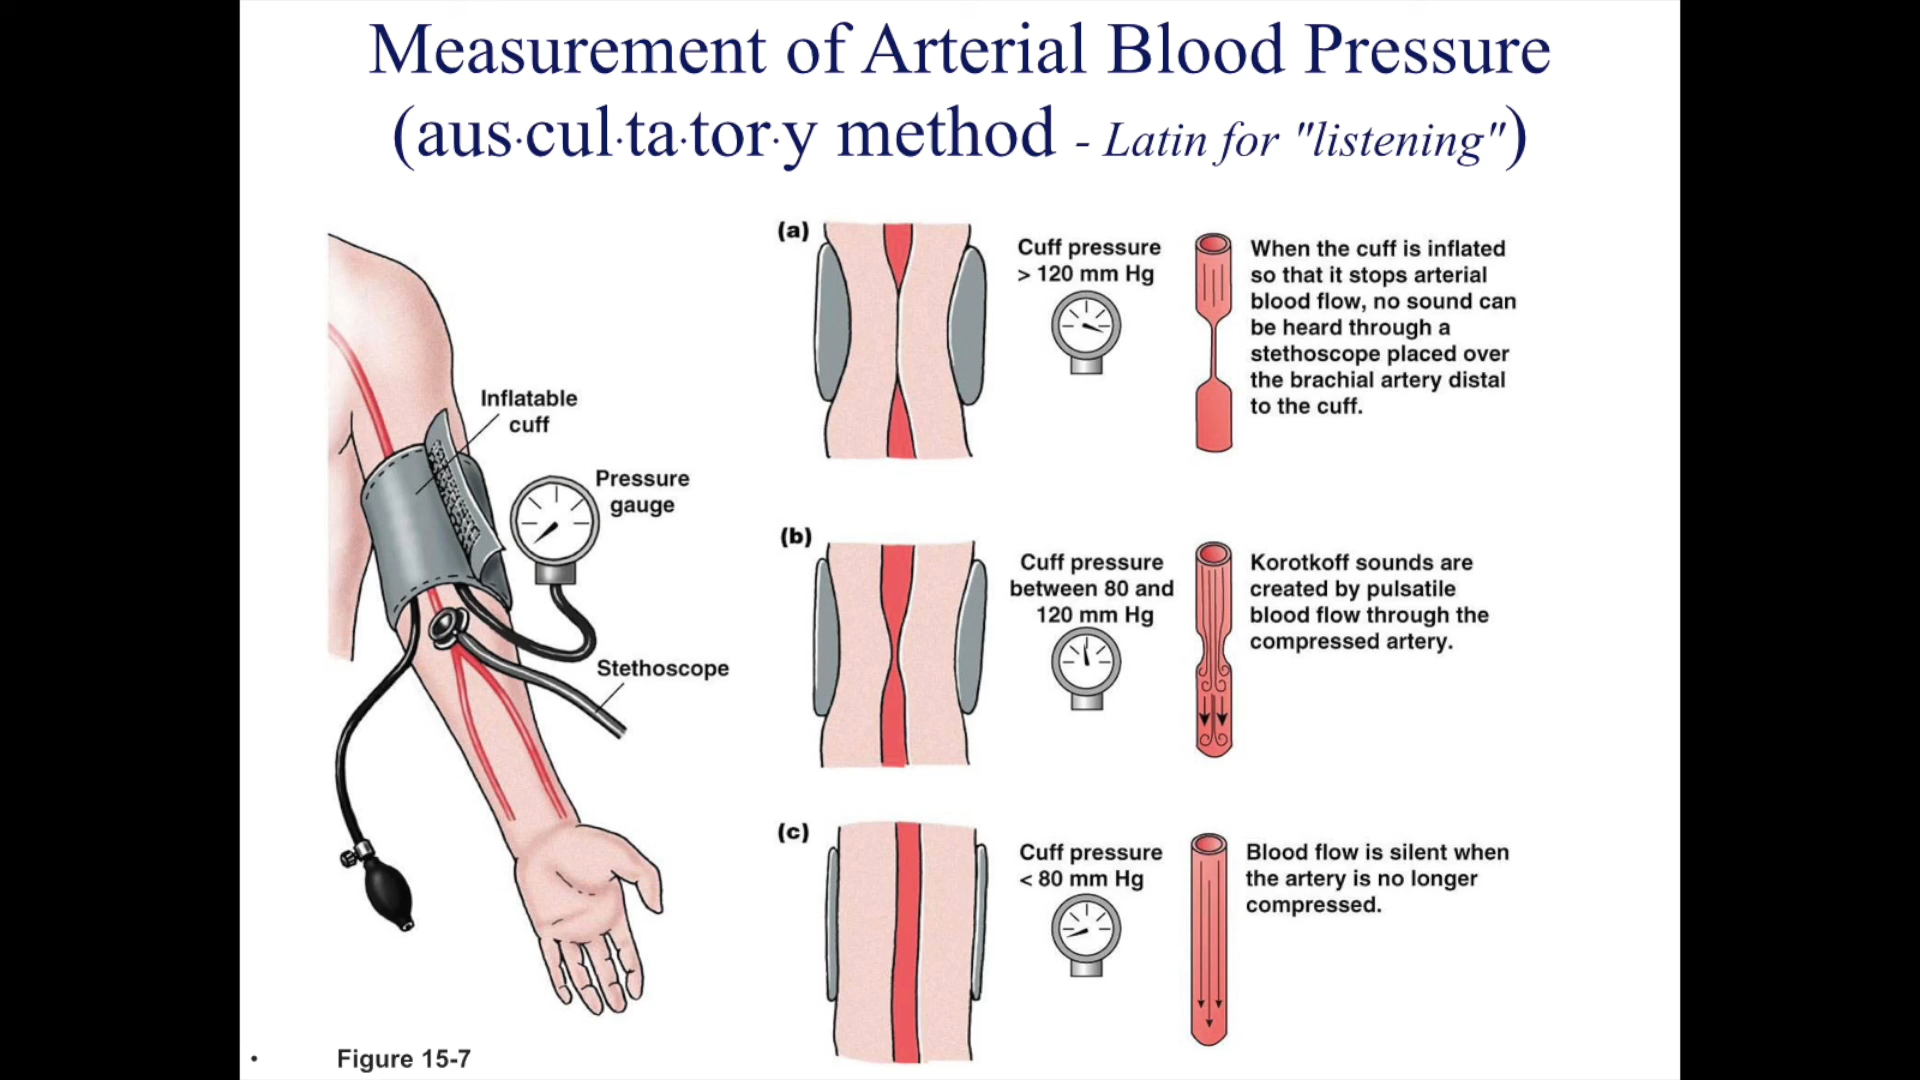 Measurement of Arterial Blood Pressure
(aus·cul·ta·tor·y method - Latin for "listening")
Inflatable
cuff
Pressure
gauge
Stethoscope
(a)
Cuff pressure
> 120 mm Hg
When the cuff is inflated
so that it stops arterial
blood flow, no sound can
be heard through a
stethoscope placed over
the brachial artery distal
to the cuff.
(b)
Cuff pressure
between 80 and
120 mm Hg
Korotkoff sounds are
created by pulsatile
blood flow through the
compressed artery.
(c)
Cuff pressure
< 80 mm Hg
Blood flow is silent when
the artery is no longer
compressed.
• Figure 15-7